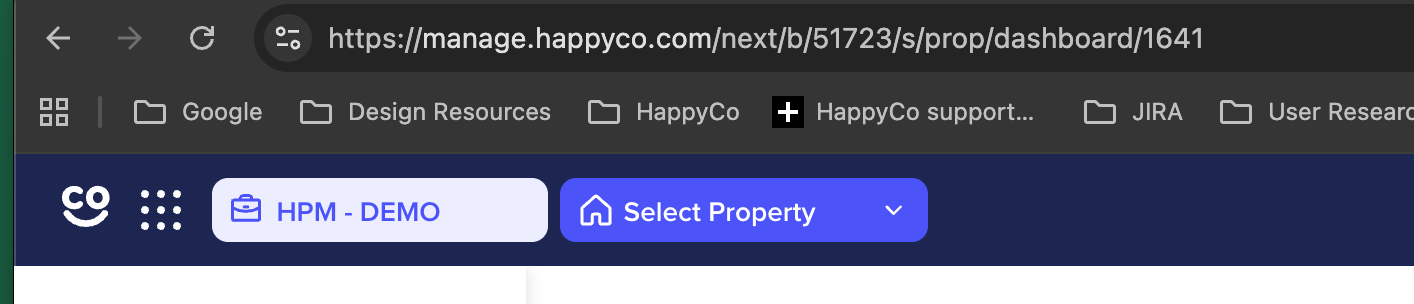 https://manage.happyco.com/next/b/51723/s/prop/dashboard/1641
Google Design Resources HappyCo HappyCo support... JIRA User Researc
co HPM - DEMO Select Property